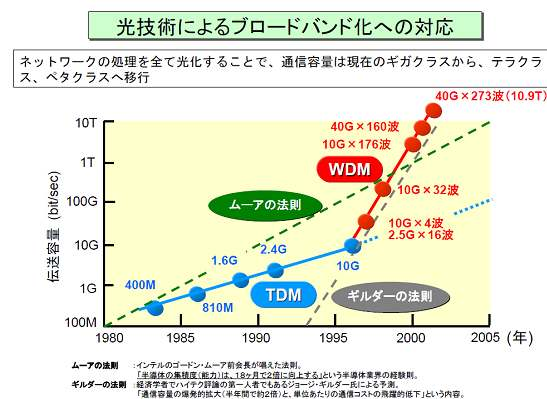 光技術によるブロードバンド化への対応
ネットワークの処理を全て光化することで、通信容量は現在のギガクラスから、テラクラ
ス、ペタクラスへ移行
40G×273波(10.9T)
10T
40G×160波
10G×176波
1T
WDM
10G×32波
ムーアの法則
100G
10G×4波
2.5G×16波
伝送容量 (bit/sec)
10G
2.4G
1.6G
10G
400M
TDM
ギルダーの法則
1G
810M
100M
1980
1985
1990
1995
2000
2005
(年)
ムーアの法則 :インテルのゴードン・ムーア前会長が唱えた法則。
「半導体の集積度(能力)は、18ヶ月で2倍に向上する」という半導体業界の経験則。
ギルダーの法則 :経済学者でハイテク評論の第一人者でもあるジョージ・ギルダー氏による予測。
「通信容量の爆発的拡大(半年間で約2倍)と、単位あたりの通信コストの飛躍的低下」という内容。